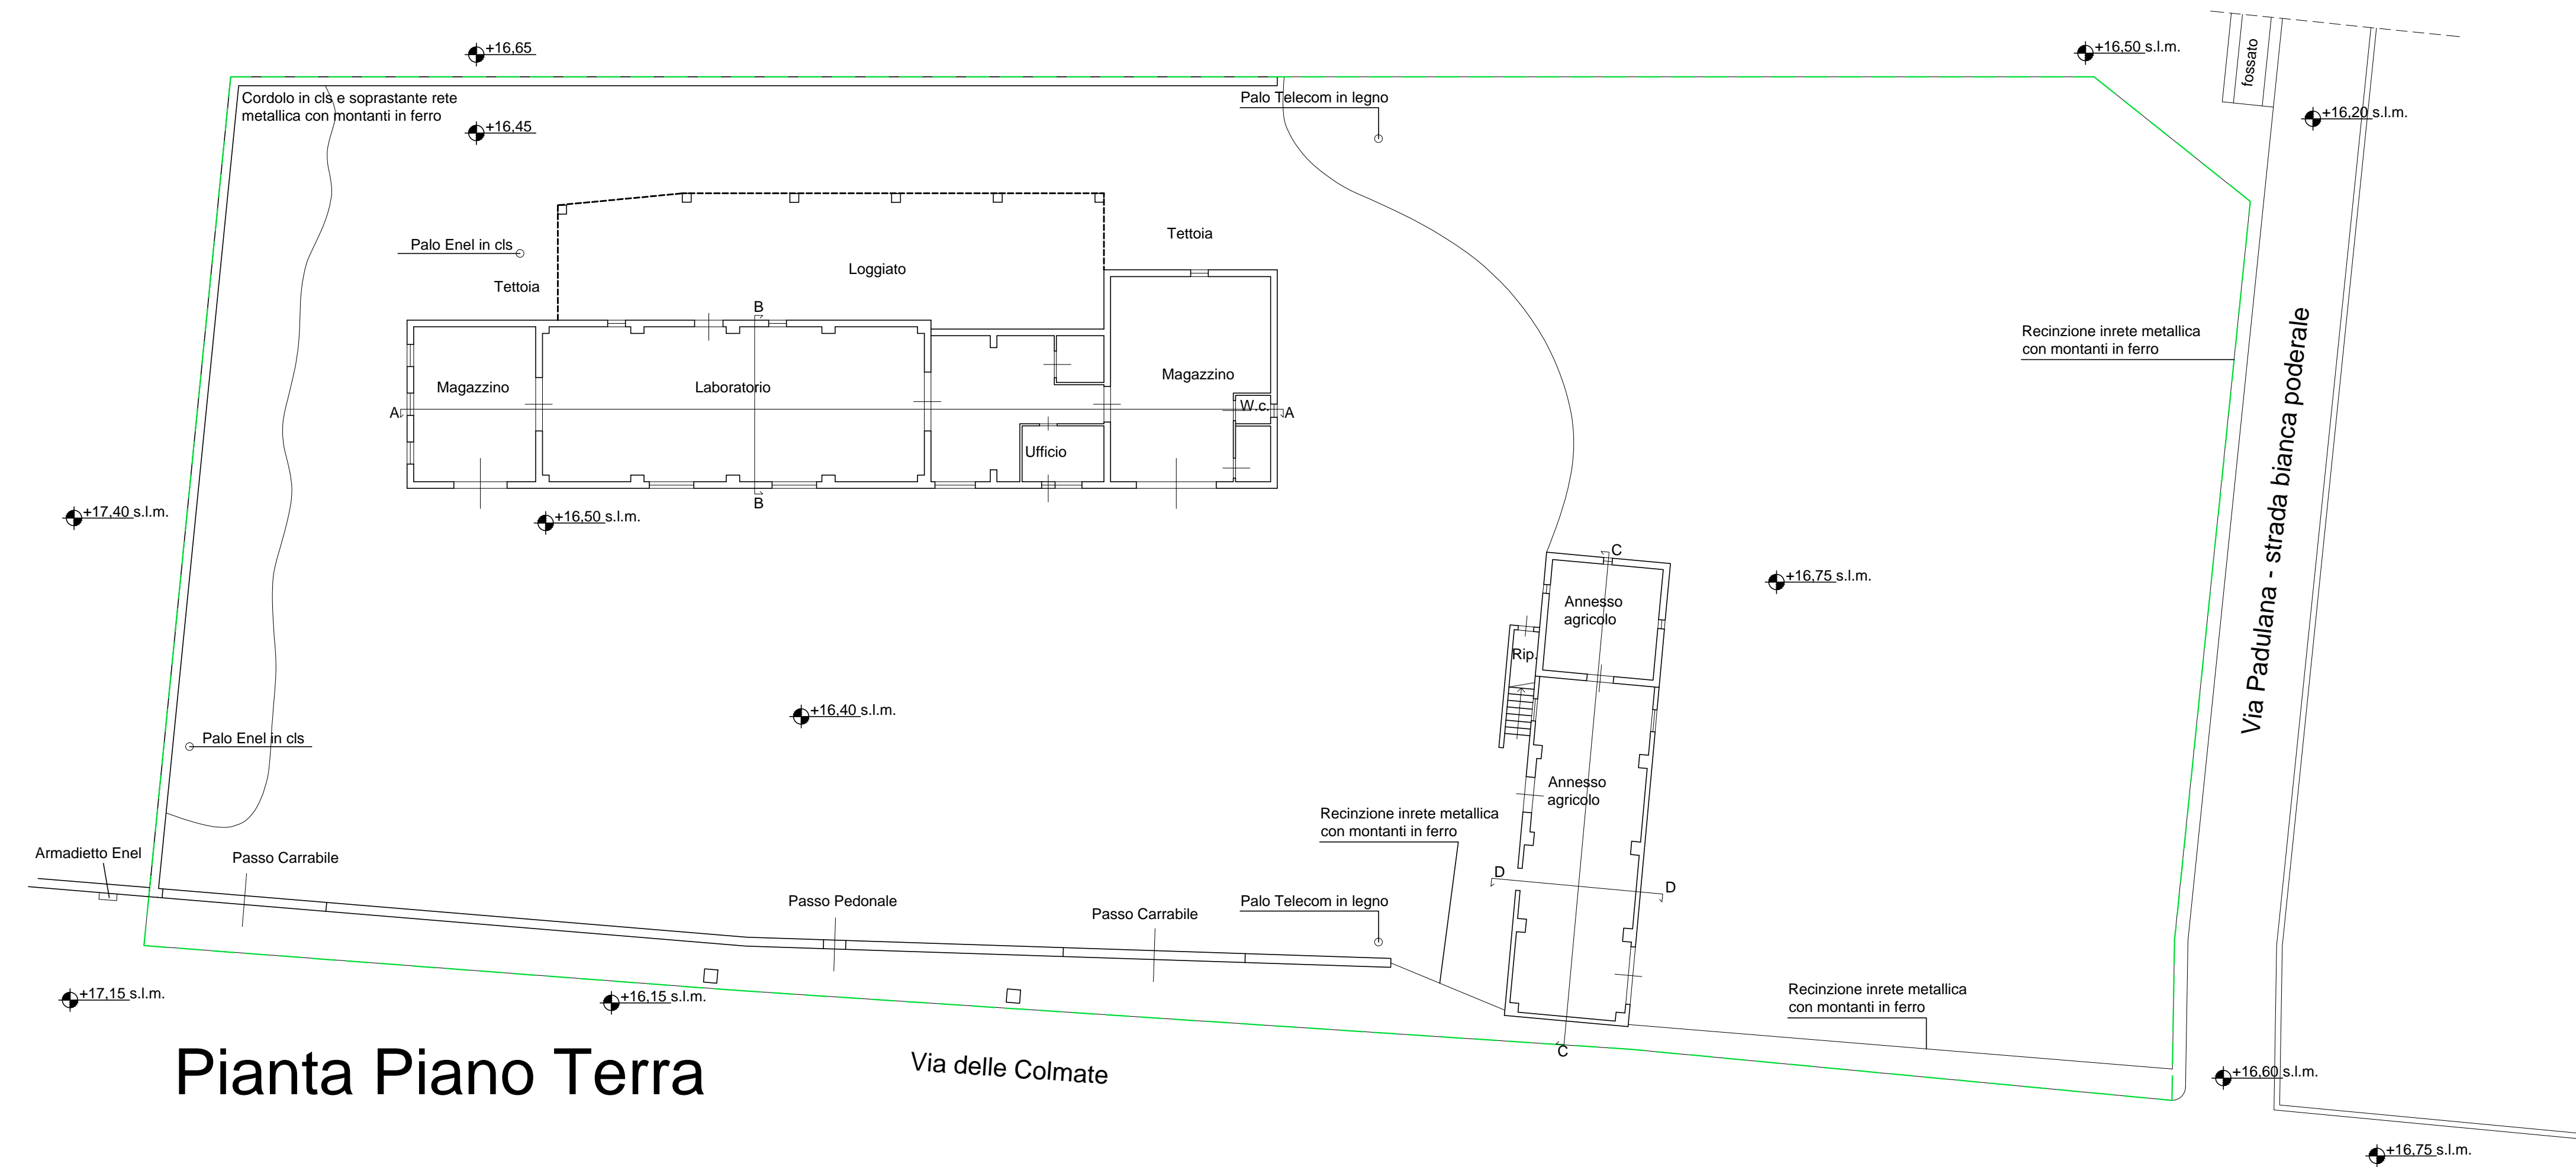 +16,65
+16,50 s.l.m.
fossato
Cordolo in cls e soprastante rete
metallica con montanti in ferro
Palo Telecom in legno
+16,20 s.l.m.
+16,45
Tettoia
Palo Enel in cls
Loggiato
Tettoia
B
Recinzione inrete metallica
con montanti in ferro
Via Padulana - strada bianca poderale
Magazzino
Laboratorio
Magazzino
A
W.c.
A
Ufficio
B
+17,40 s.l.m.
+16,50 s.l.m.
C
+16,75 s.l.m.
Annesso
agricolo
Rip.
+16,40 s.l.m.
Palo Enel in cls
Annesso
agricolo
Recinzione inrete metallica
con montanti in ferro
Armadietto Enel
Passo Carrabile
D
D
Passo Pedonale
Palo Telecom in legno
Passo Carrabile
+17,15 s.l.m.
+16,15 s.l.m.
Recinzione inrete metallica
con montanti in ferro
C
Pianta Piano Terra
Via delle Colmate
+16,60 s.l.m.
+16,75 s.l.m.